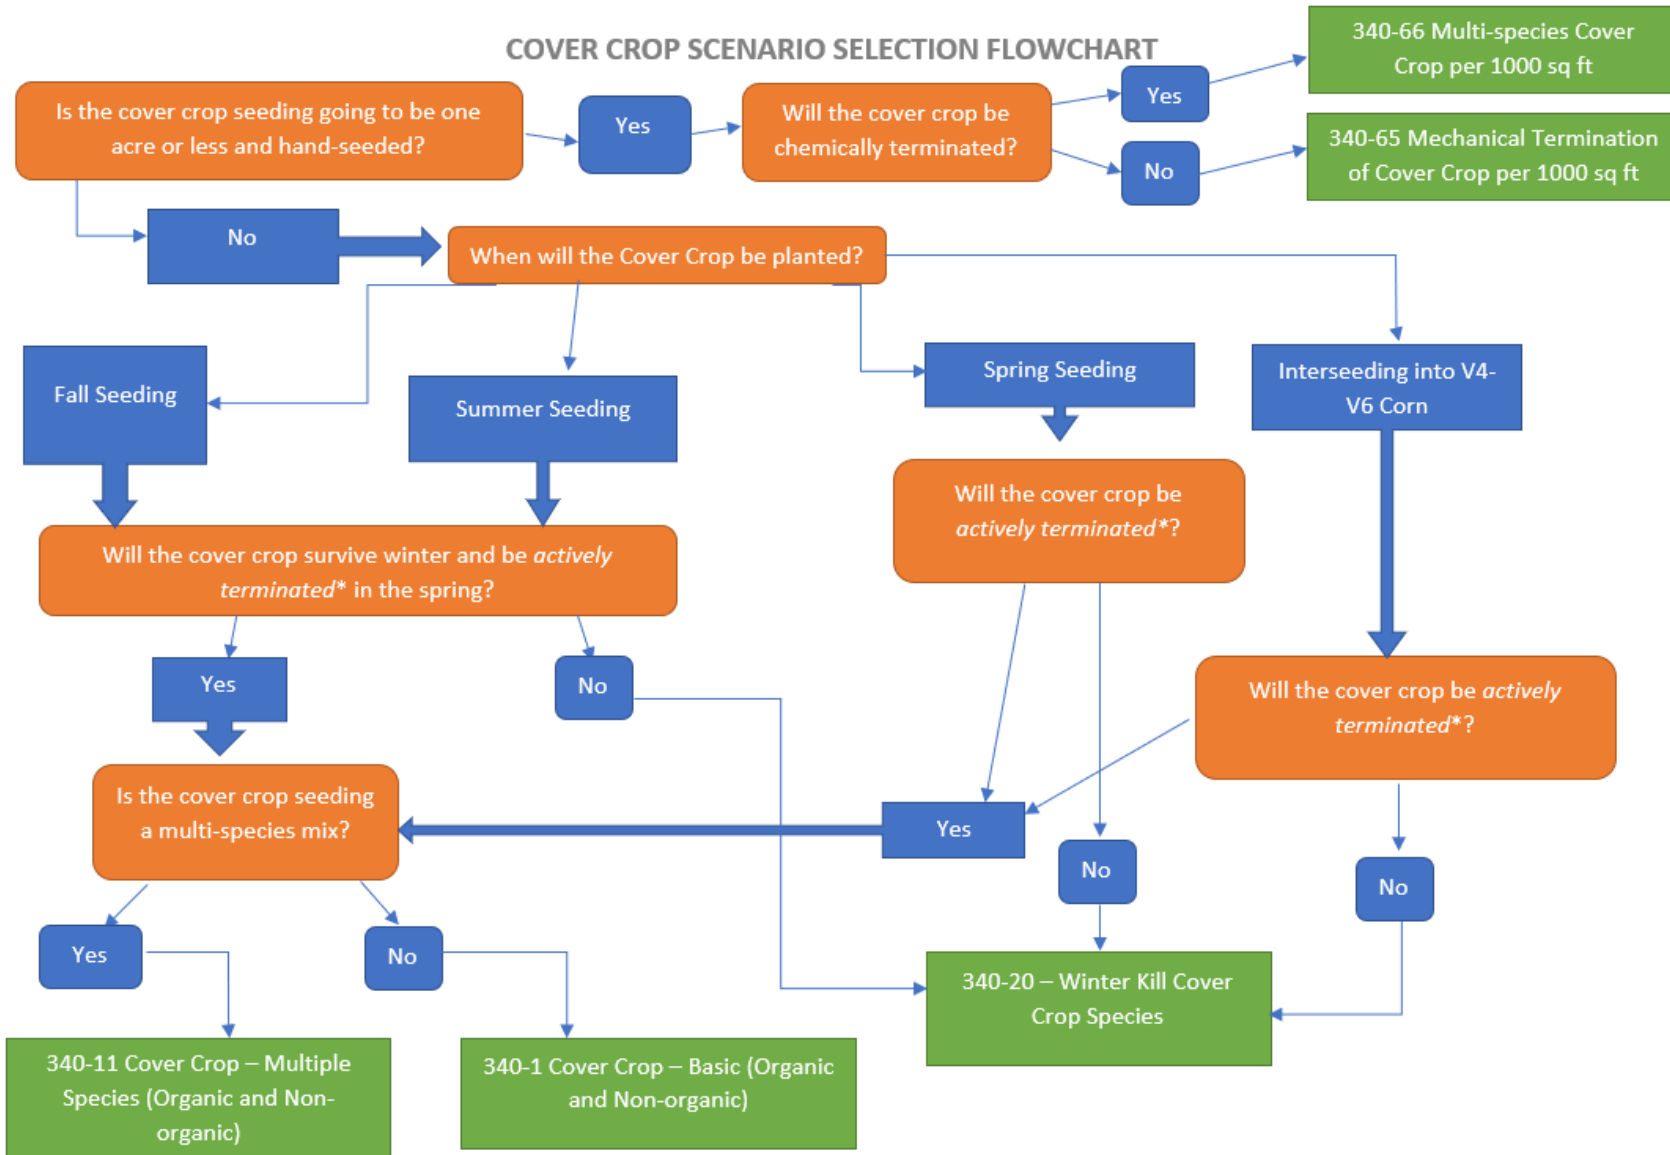 COVER CROP SCENARIO SELECTION FLOWCHART
340-66 Multi-species Cover
Crop per 1000 sq ft
Is the cover crop seeding going to be one
acre or less and hand-seeded?
Yes
Will the cover crop be
chemically terminated?
Yes
No
340-65 Mechanical Termination
of Cover Crop per 1000 sq ft
No
When will the Cover Crop be planted?
Fall Seeding
Summer Seeding
Spring Seeding
Interseeding into V4-
V6 Corn
Will the cover crop survive winter and be actively
terminated* in the spring?
Will the cover crop be
actively terminated*?
Will the cover crop be actively
terminated*?
Yes
No
Is the cover crop seeding
a multi-species mix?
Yes
No
No
Yes
No
340-20 – Winter Kill Cover
Crop Species
340-11 Cover Crop – Multiple
Species (Organic and Non-
organic)
340-1 Cover Crop – Basic (Organic
and Non-organic)